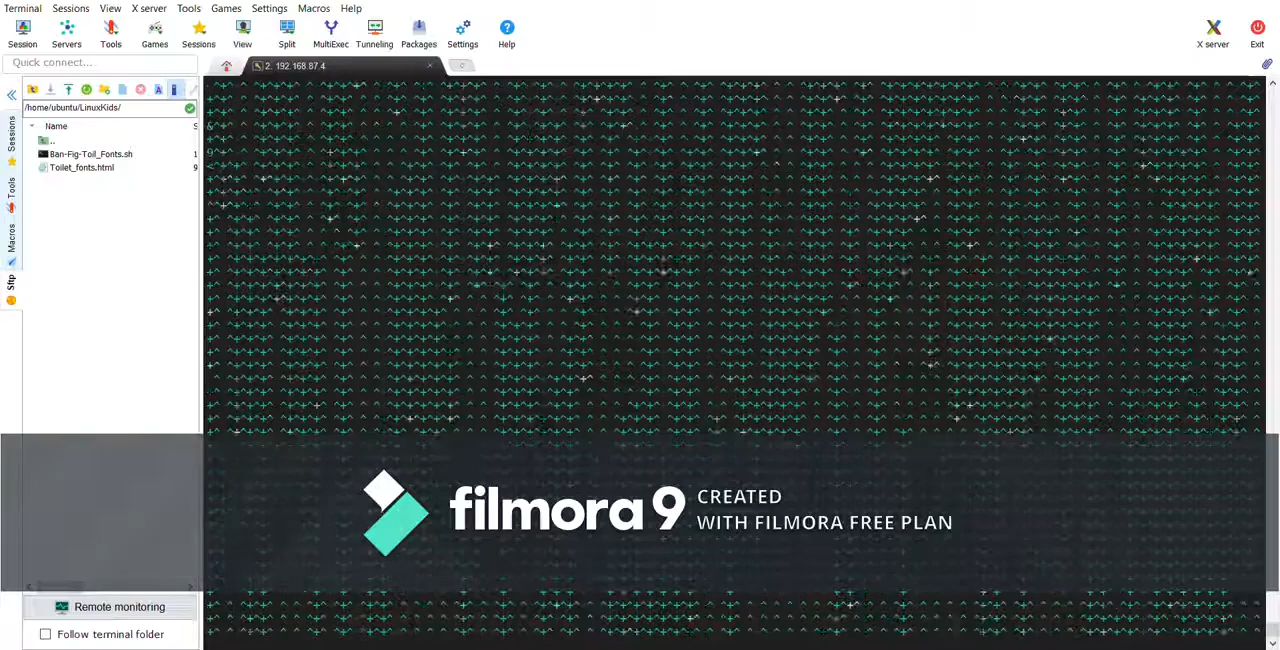 Terminal Sessions View X server Tools Games Settings Macros Help
Session Servers Tools Games Sessions View Split MultiExec Tunneling Packages Settings Help X server Exit
Quick connect...
2. 192.168.87.4
/home/ubuntu/LinuxKids/
Name S
..
Ban-Fig-Toil_Fonts.sh 1
Toilet_fonts.html 9
Sessions
Tools
Macros
Sftp
filmora 9 CREATED
WITH FILMORA FREE PLAN
Remote monitoring
Follow terminal folder